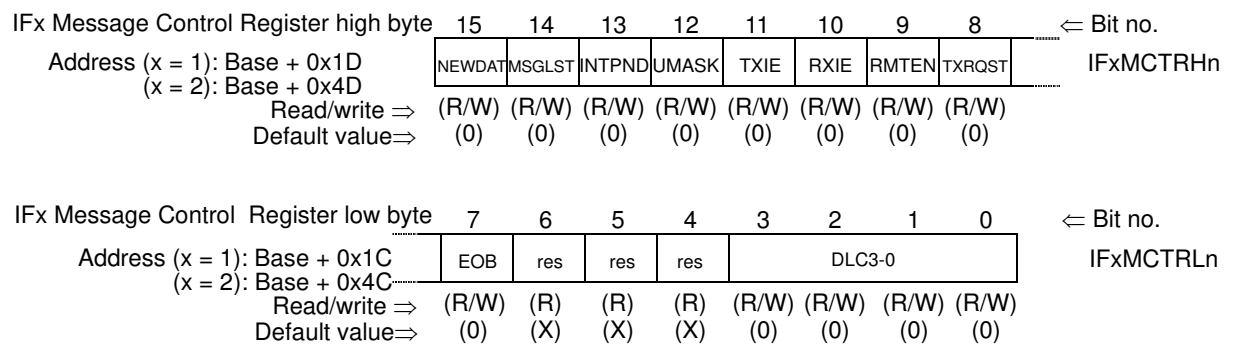 IFx Message Control Register high byte 15 14 13 12 11 10 9 8 ⇐ Bit no.
Address (x = 1): Base + 0x1D NEWDAT MSGLST INTPND UMASK TXIE RXIE RMTEN TXRQST IFxMCTRHn
(x = 2): Base + 0x4D
Read/write ⇒ (R/W) (R/W) (R/W) (R/W) (R/W) (R/W) (R/W) (R/W)
Default value⇒ (0) (0) (0) (0) (0) (0) (0) (0)
IFx Message Control Register low byte 7 6 5 4 3 2 1 0 ⇐ Bit no.
Address (x = 1): Base + 0x1C EOB res res res DLC3-0 IFxMCTRLn
(x = 2): Base + 0x4C
Read/write ⇒ (R/W) (R) (R) (R) (R/W) (R/W) (R/W) (R/W)
Default value⇒ (0) (X) (X) (X) (0) (0) (0) (0)